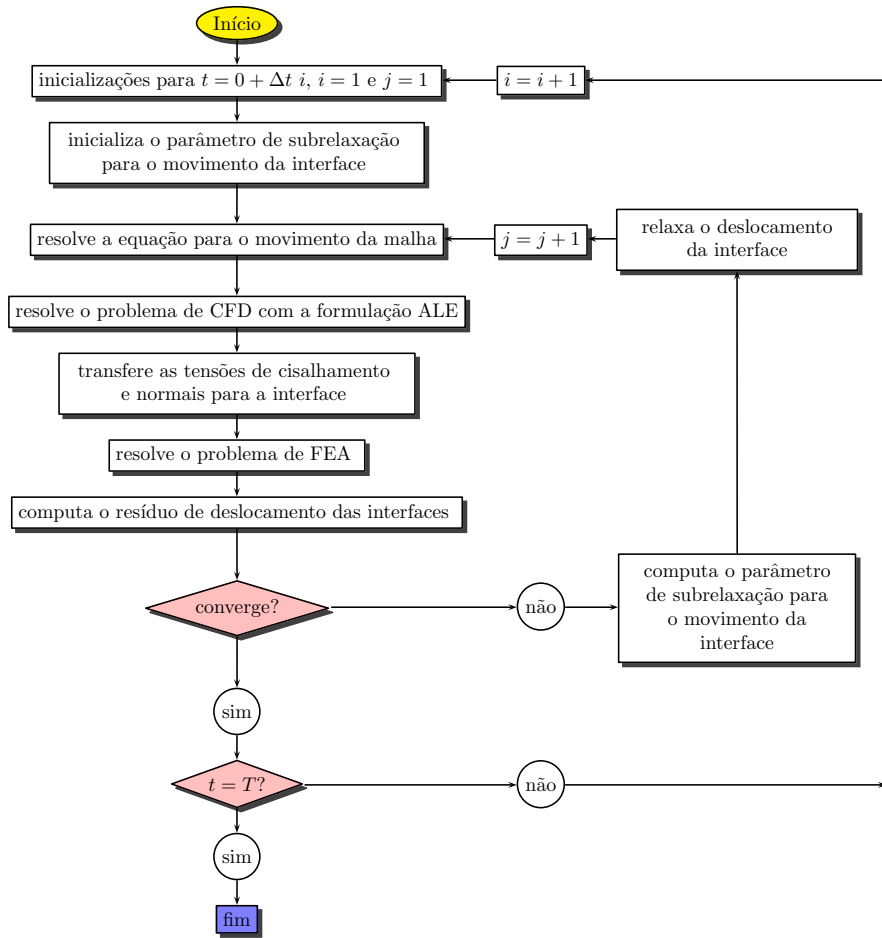 Início
inicializações para t = 0 + Δt i, i = 1 e j = 1
i = i + 1
inicializa o parâmetro de subrelaxação
para o movimento da interface
resolve a equação para o movimento da malha
j = j + 1
relaxa o deslocamento
da interface
resolve o problema de CFD com a formulação ALE
transfere as tensões de cisalhamento
e normais para a interface
resolve o problema de FEA
computa o resíduo de deslocamento das interfaces
converge?
não
computa o parâmetro
de subrelaxação para
o movimento da
interface
sim
t = T?
não
sim
fim